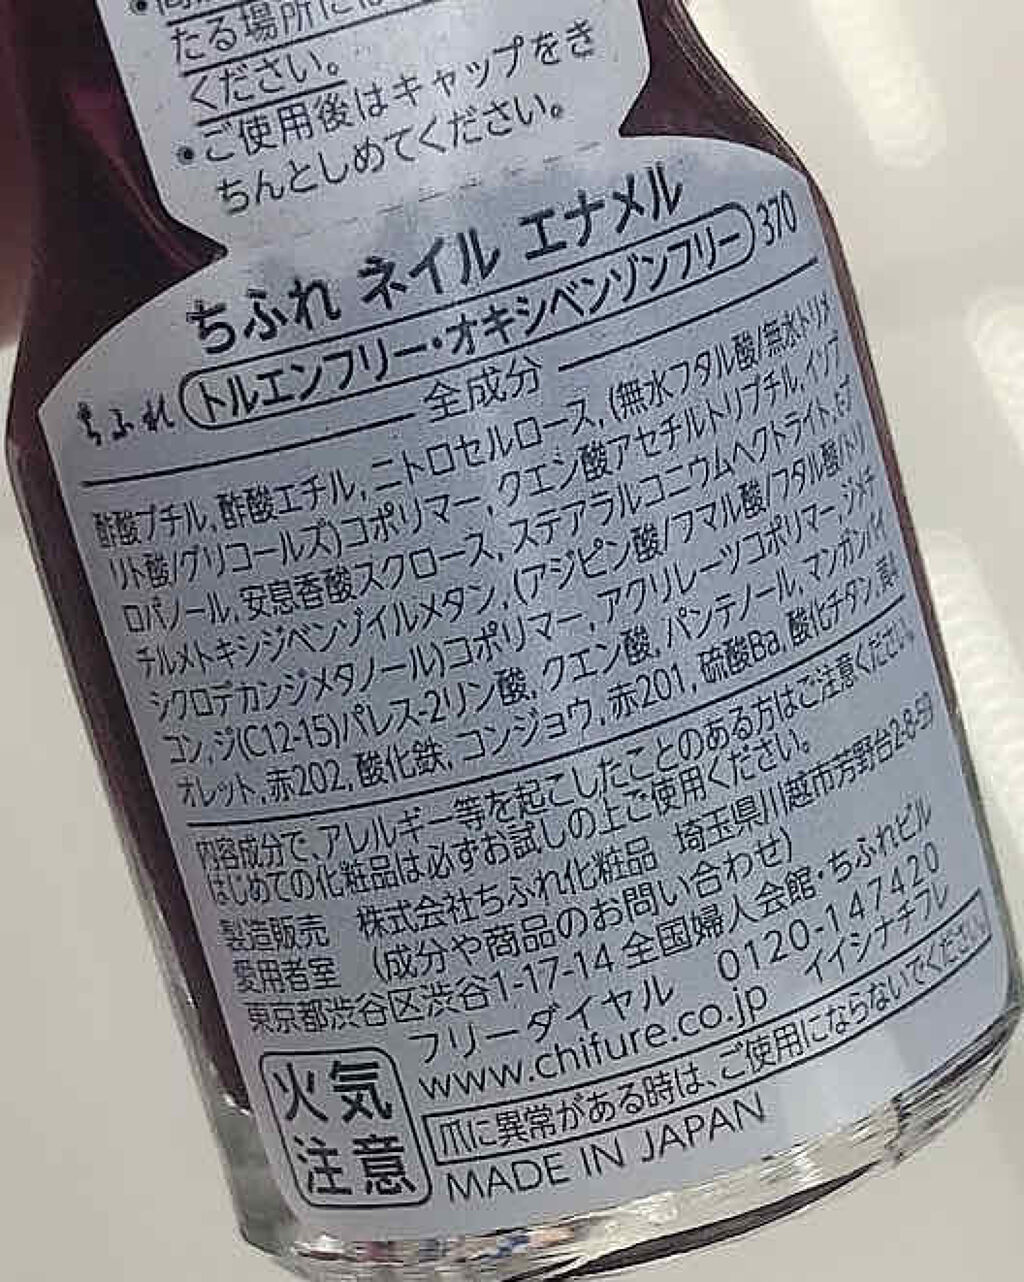 たる場所には
ください。
●ご使用後はキャップをき
ちんとしめてください。
ちふれ ネイル エナメル
ちふれ トルエンフリー・オキシベンゾンフリー 370
全成分
酢酸ブチル, 酢酸エチル, ニトロセルロース, (無水フタル酸/無水トリメ
リト酸/グリコールズ)コポリマー, クエン酸アセチルトリブチル, イソプ
ロパノール, 安息香酸スクロース, ステアラルコニウムヘクトライト, t-ブ
チルメトキシジベンゾイルメタン, (アジピン酸/フマル酸/フタル酸/トリ
シクロデカンジメタノール)コポリマー, アクリレーツコポリマー, ジメチ
コン, ジ(C12-15)パレス-2リン酸, クエン酸, パンテノール, マンガンバイ
オレット, 赤202, 酸化鉄, コンジョウ, 赤201, 硫酸Ba, 酸化チタン, 黄4
内容成分で、アレルギー等を起こしたことのある方はご注意ください。
はじめての化粧品は必ずお試しの上ご使用ください。
製造販売 株式会社ちふれ化粧品 埼玉県川越市芳野台2-8-59
愛用者室 (成分や商品のお問い合わせ)
東京都渋谷区渋谷1-17-14 全国婦人会館・ちふれビル
フリーダイヤル 0120-147420
イイシナチフレ
www.chifure.co.jp
爪に異常がある時は、ご使用にならないでください。
MADE IN JAPAN
火気
注意